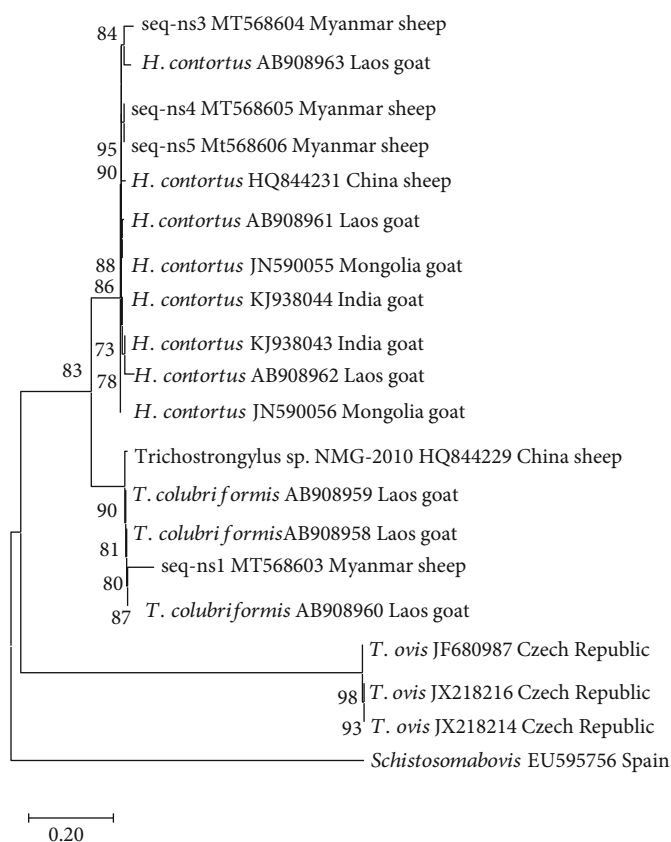 84
seq-ns3 MT568604 Myanmar sheep
H. contortus AB908963 Laos goat
seq-ns4 MT568605 Myanmar sheep
95
seq-ns5 Mt568606 Myanmar sheep
90
H. contortus HQ844231 China sheep
H. contortus AB908961 Laos goat
88
H. contortus JN590055 Mongolia goat
86
H. contortus KJ938044 India goat
73
H. contortus KJ938043 India goat
83
78
H. contortus AB908962 Laos goat
H. contortus JN590056 Mongolia goat
Trichostrongylus sp. NMG-2010 HQ844229 China sheep
90
T. colubriformis AB908959 Laos goat
T. colubriformisAB908958 Laos goat
81
seq-ns1 MT568603 Myanmar sheep
80
87
T. colubriformis AB908960 Laos goat
T. ovis JF680987 Czech Republic
98
T. ovis JX218216 Czech Republic
93
T. ovis JX218214 Czech Republic
Schistosomabovis EU595756 Spain
0.20